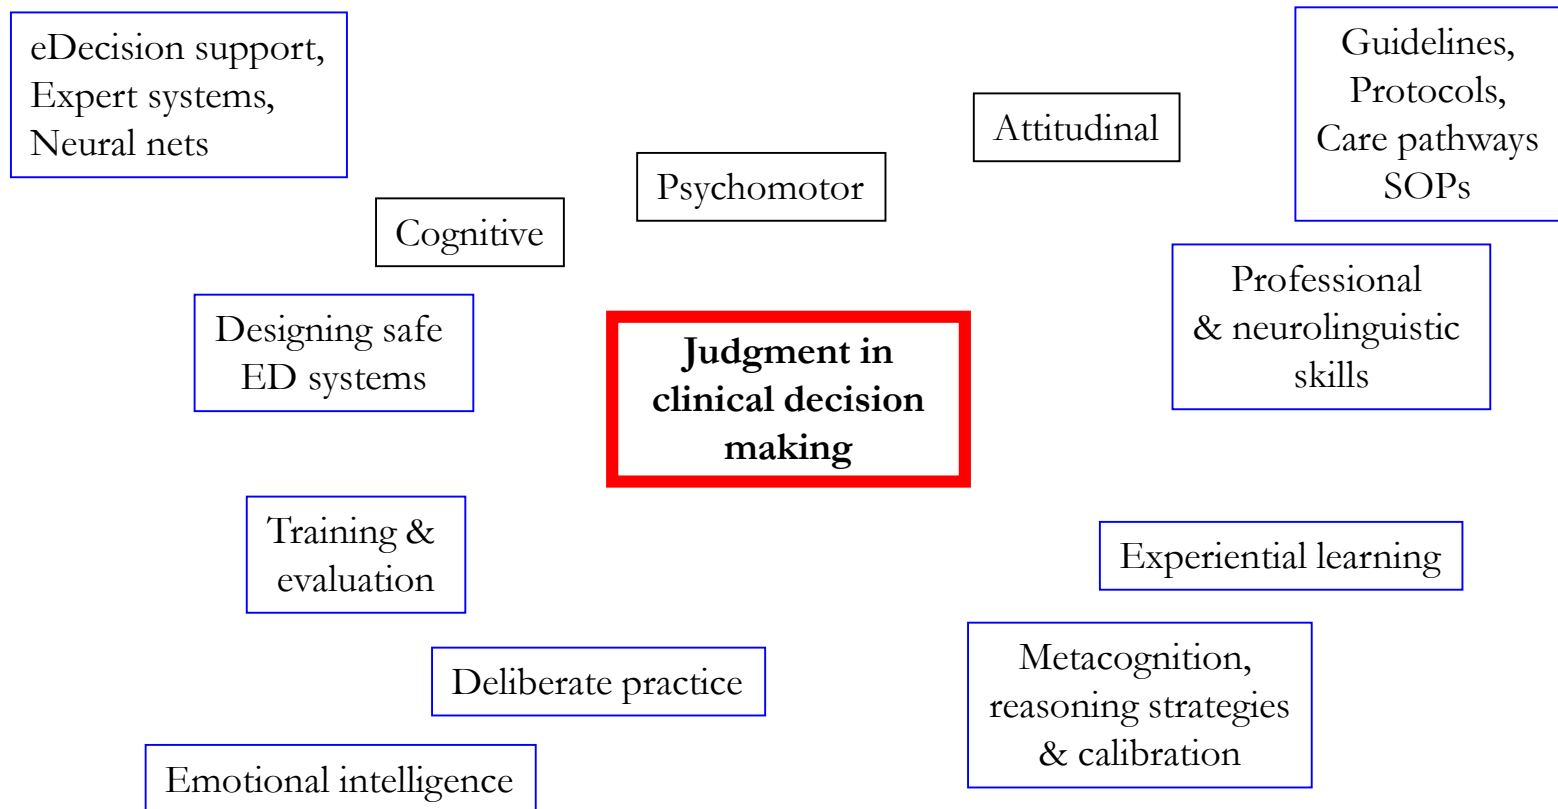 eDecision support,
Expert systems,
Neural nets
Guidelines,
Protocols,
Care pathways
SOPs
Attitudinal
Psychomotor
Cognitive
Professional
& neurolinguistic
skills
Designing safe
ED systems
Judgment in
clinical decision
making
Training &
evaluation
Experiential learning
Deliberate practice
Metacognition,
reasoning strategies
& calibration
Emotional intelligence